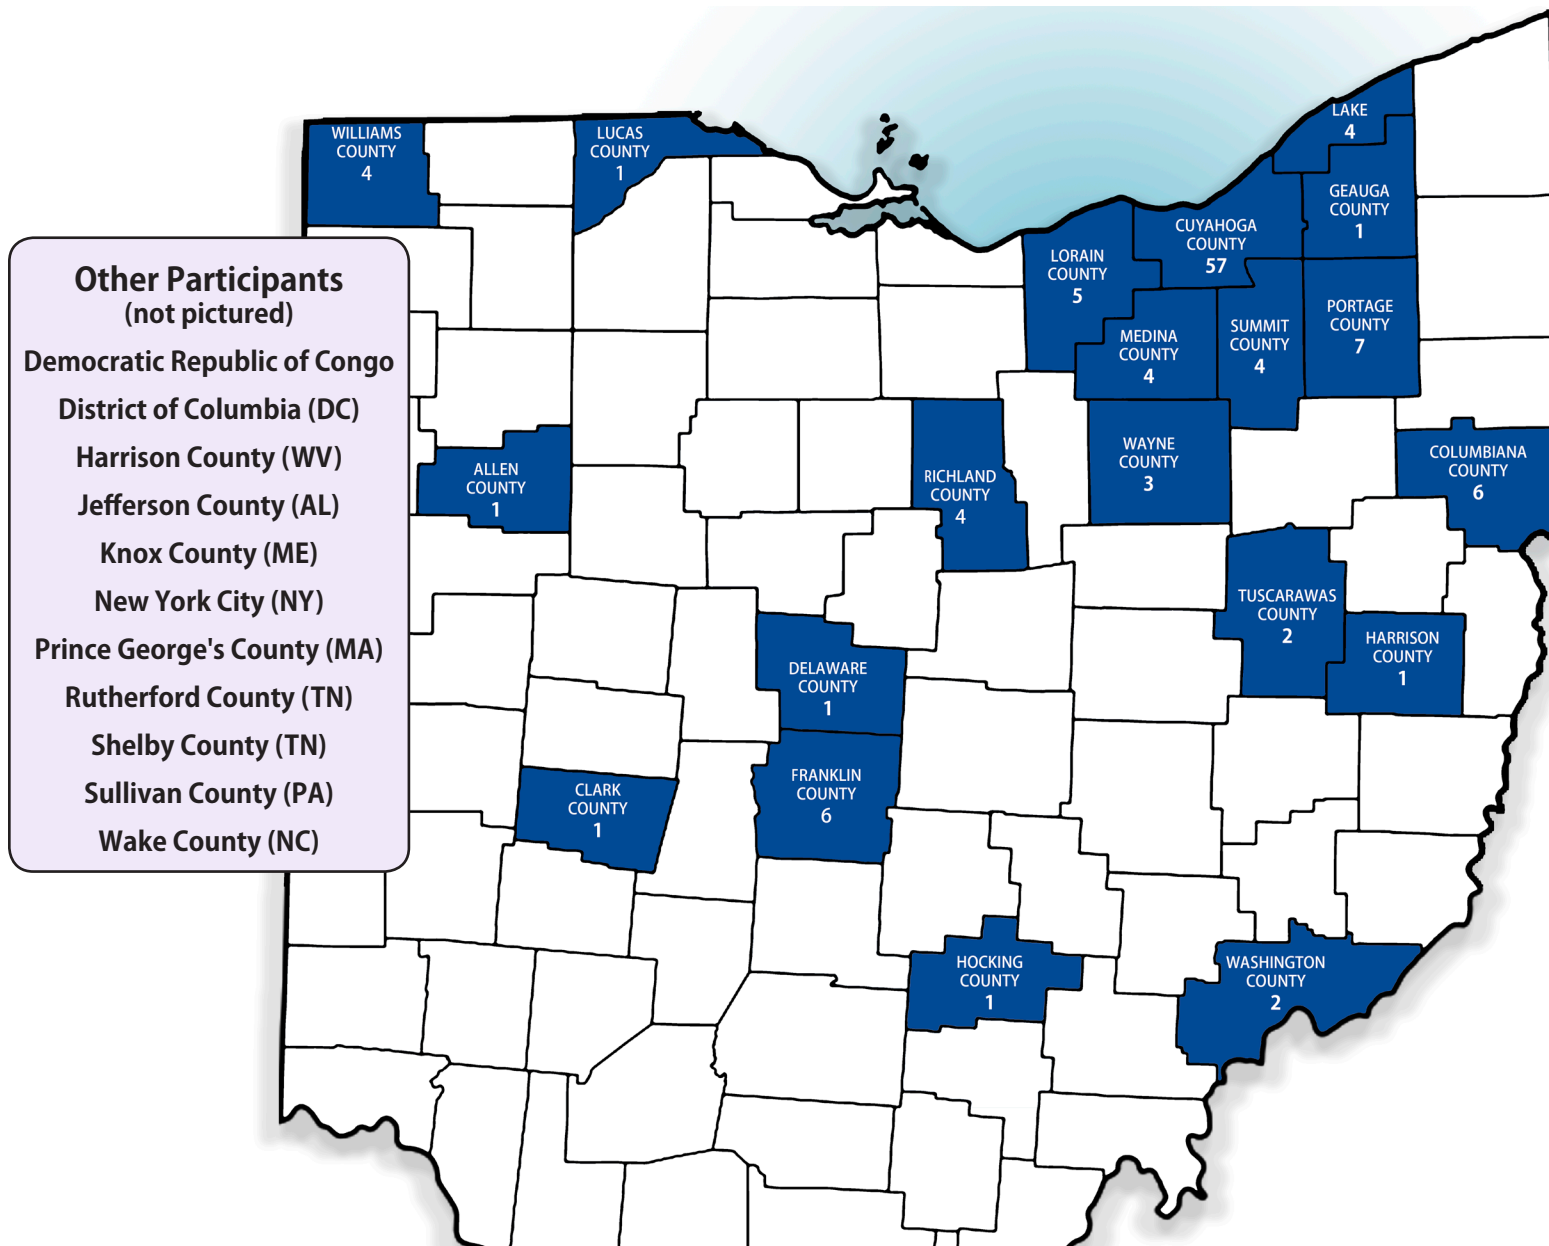 WILLIAMS
COUNTY
4
LUCAS
COUNTY
1
LAKE
4
GEAUGA
COUNTY
1
CUYAHOGA
COUNTY
57
LORAIN
COUNTY
5
MEDINA
COUNTY
4
SUMMIT
COUNTY
4
PORTAGE
COUNTY
7
Other Participants
(not pictured)
Democratic Republic of Congo
District of Columbia (DC)
Harrison County (WV)
Jefferson County (AL)
Knox County (ME)
New York City (NY)
Prince George's County (MA)
Rutherford County (TN)
Shelby County (TN)
Sullivan County (PA)
Wake County (NC)
ALLEN
COUNTY
1
RICHLAND
COUNTY
4
WAYNE
COUNTY
3
COLUMBIANA
COUNTY
6
TUSCARAWAS
COUNTY
2
HARRISON
COUNTY
1
DELAWARE
COUNTY
1
FRANKLIN
COUNTY
6
CLARK
COUNTY
1
HOCKING
COUNTY
1
WASHINGTON
COUNTY
2